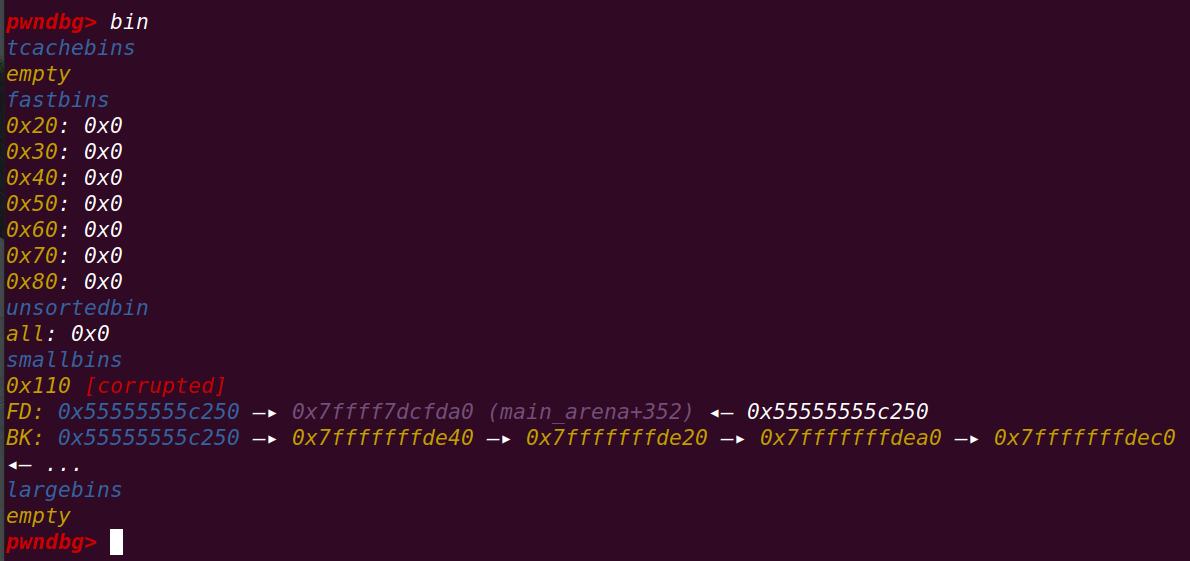 pwndbg> bin
tcachebins
empty
fastbins
0x20: 0x0
0x30: 0x0
0x40: 0x0
0x50: 0x0
0x60: 0x0
0x70: 0x0
0x80: 0x0
unsortedbin
all: 0x0
smallbins
0x110 [corrupted]
FD: 0x55555555c250 —▸ 0x7ffff7dcfda0 (main_arena+352) ◂— 0x55555555c250
BK: 0x55555555c250 —▸ 0x7fffffffde40 —▸ 0x7fffffffde20 —▸ 0x7fffffffdea0 —▸ 0x7fffffffdec0
◂— ...
largebins
empty
pwndbg>